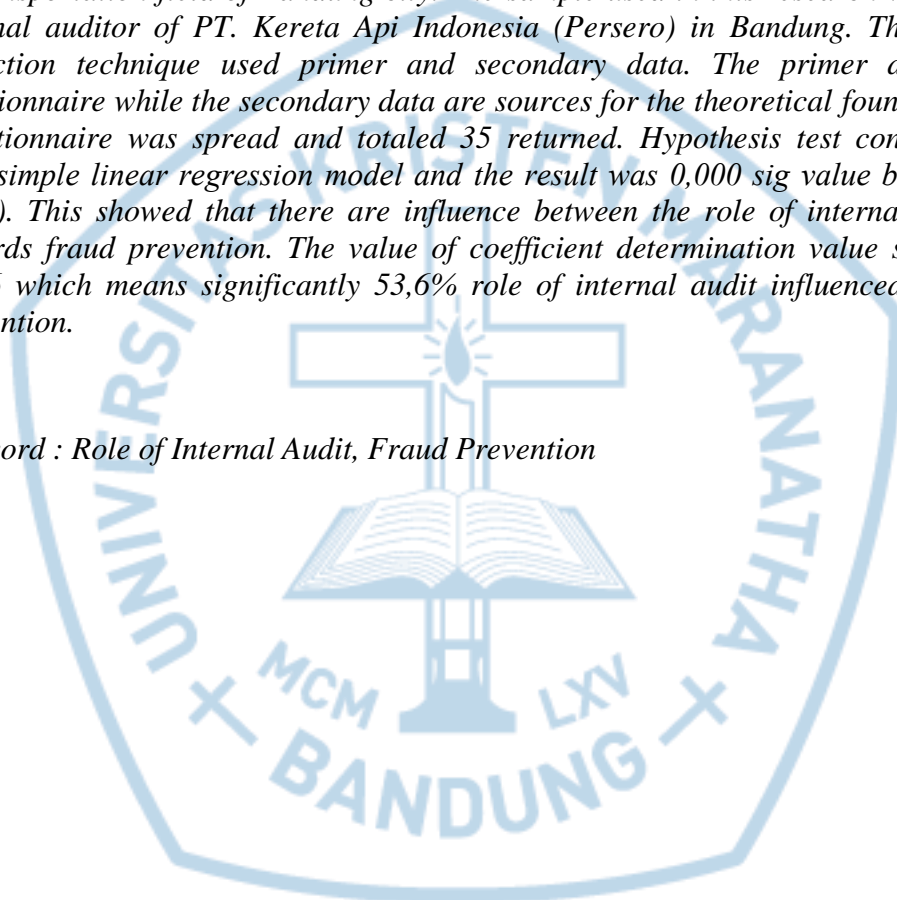 nal auditor of PT. Kereta Api Indonesia (Persero) in Bandung. Th
ction technique used primer and secondary data. The primer
ionnaire while the secondary data are sources for the theoretical foun
tionnaire was spread and totaled 35 returned. Hypothesis test con
simple linear regression model and the result was 0,000 sig value b
). This showed that there are influence between the role of interna
rds fraud prevention. The value of coefficient determination value s
which means significantly 53,6% role of internal audit influenced
ntion.
ord : Role of Internal Audit, Fraud Prevention
UNIVERSITAS KRISTEN MARANATHA
MCM LXV
BANDUNG